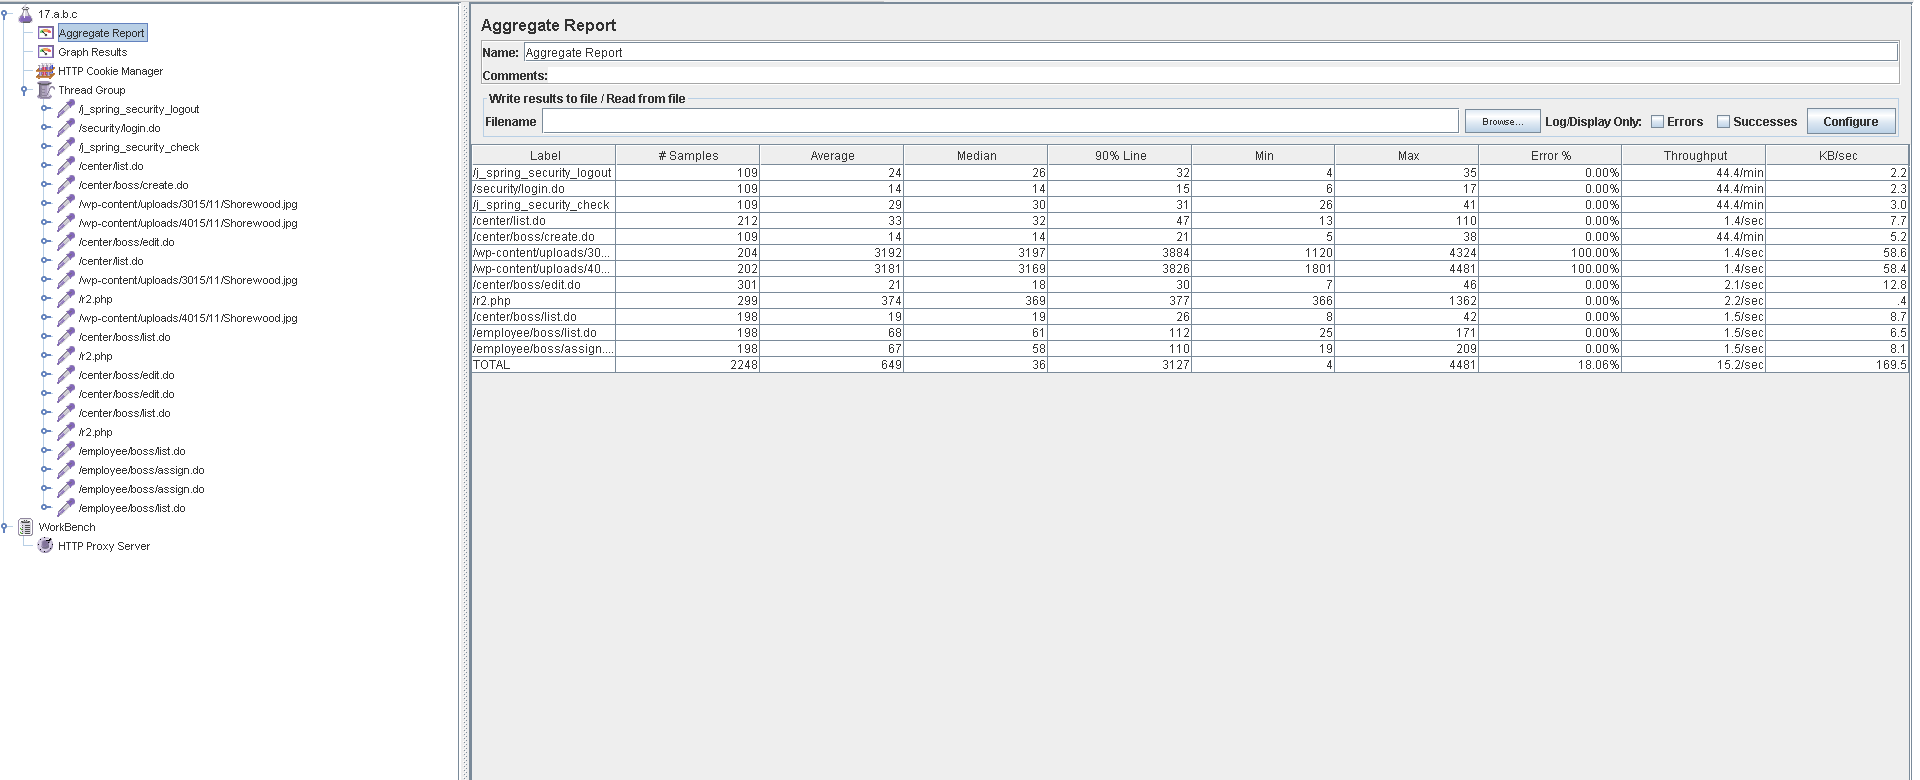 17.a.b.c
Aggregate Report
Graph Results
HTTP Cookie Manager
Thread Group
/j_spring_security_logout
/security/login.do
/j_spring_security_check
/center/list.do
/center/boss/create.do
/wp-content/uploads/3015/11/Shorewood.jpg
/wp-content/uploads/4015/11/Shorewood.jpg
/center/boss/edit.do
/center/list.do
/wp-content/uploads/3015/11/Shorewood.jpg
/r2.php
/wp-content/uploads/4015/11/Shorewood.jpg
/center/boss/list.do
/r2.php
/center/boss/edit.do
/center/boss/edit.do
/center/boss/list.do
/r2.php
/employee/boss/list.do
/employee/boss/assign.do
/employee/boss/assign.do
/employee/boss/list.do
WorkBench
HTTP Proxy Server
Aggregate Report
Name: Aggregate Report
Comments:
Write results to file / Read from file
Filename Browse... Log/Display Only: Errors Successes Configure
Label # Samples Average Median 90% Line Min Max Error % Throughput KB/sec
/j_spring_security_logout 109 24 26 32 4 35 0.00% 44.4/min 2.2
/security/login.do 109 14 14 15 6 17 0.00% 44.4/min 2.3
/j_spring_security_check 109 29 30 31 26 41 0.00% 44.4/min 3.0
/center/list.do 212 33 32 47 13 110 0.00% 1.4/sec 7.7
/center/boss/create.do 109 14 14 21 5 38 0.00% 44.4/min 5.2
/wp-content/uploads/30... 204 3192 3197 3884 1120 4324 100.00% 1.4/sec 58.6
/wp-content/uploads/40... 202 3181 3169 3826 1801 4481 100.00% 1.4/sec 58.4
/center/boss/edit.do 301 21 18 30 7 46 0.00% 2.1/sec 12.8
/r2.php 299 374 369 377 366 1362 0.00% 2.2/sec .4
/center/boss/list.do 198 19 19 26 8 42 0.00% 1.5/sec 8.7
/employee/boss/list.do 198 68 61 112 25 171 0.00% 1.5/sec 6.5
/employee/boss/assign.... 198 67 58 110 19 209 0.00% 1.5/sec 8.1
TOTAL 2248 649 36 3127 4 4481 18.06% 15.2/sec 169.5